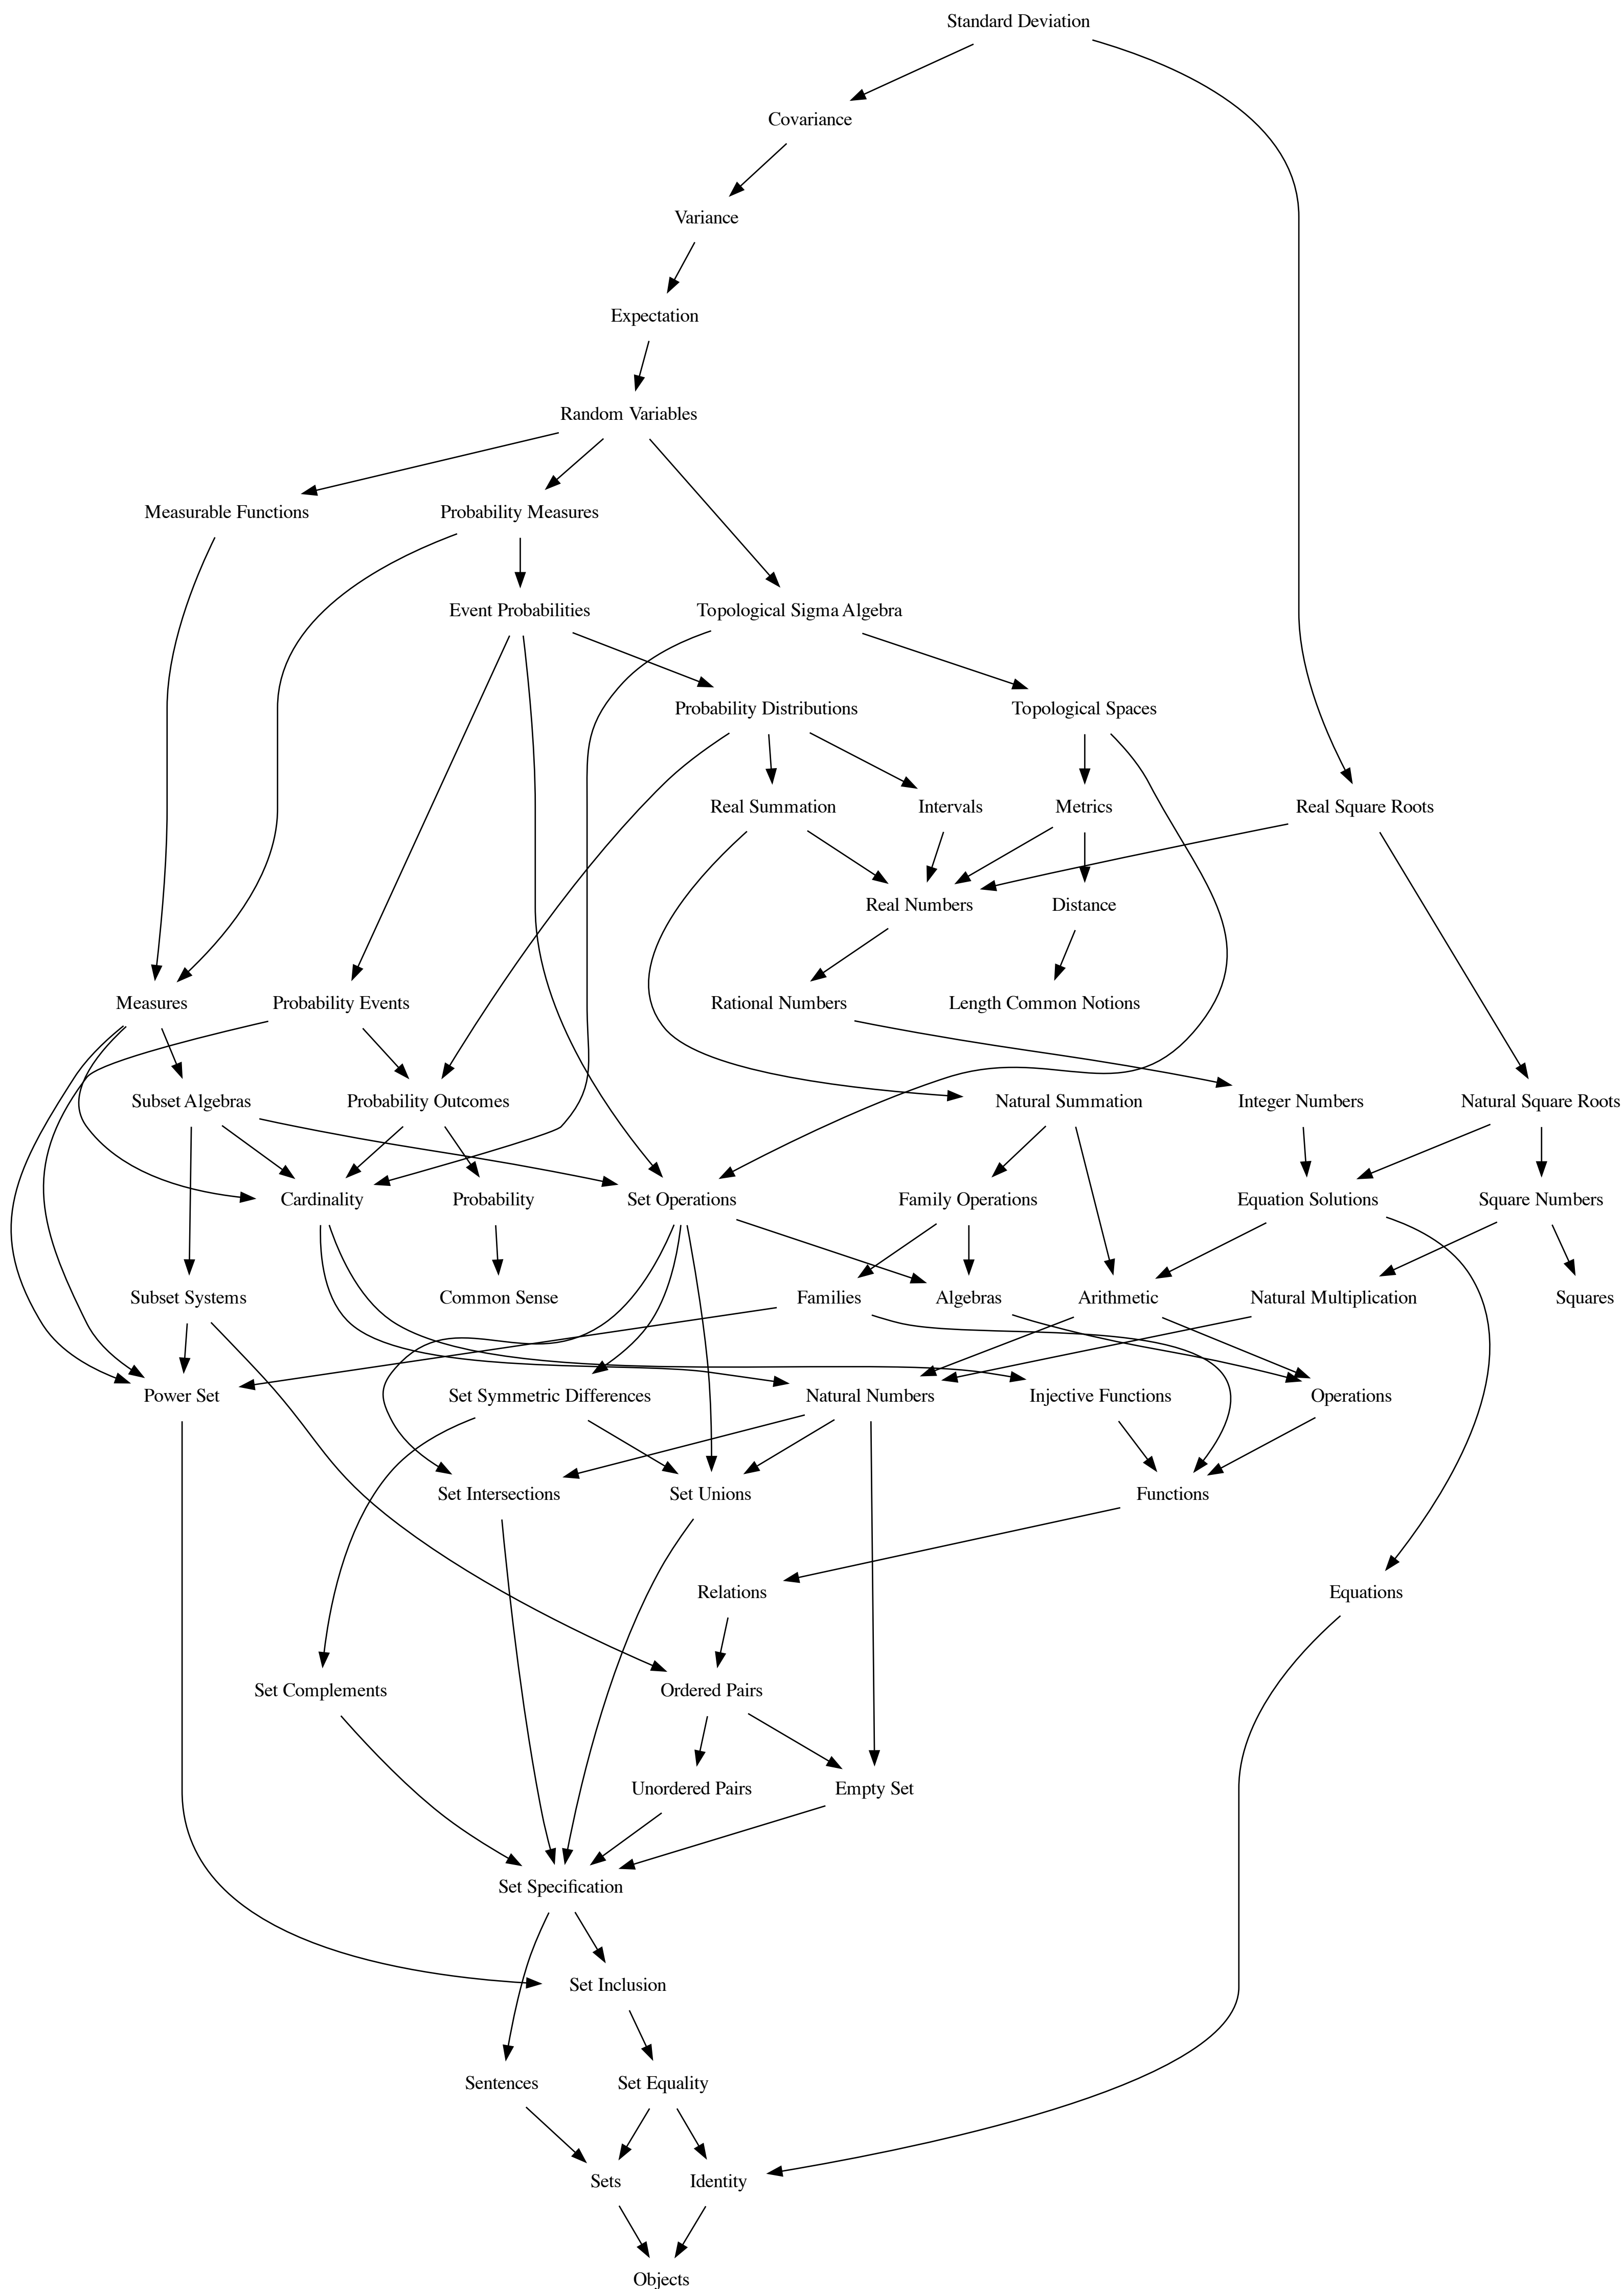 Standard Deviation
Covariance
Variance
Expectation
Random Variables
Measurable Functions
Probability Measures
Event Probabilities
Topological Sigma Algebra
Probability Distributions
Topological Spaces
Real Summation
Intervals
Metrics
Real Square Roots
Real Numbers
Distance
Measures
Probability Events
Rational Numbers
Length Common Notions
Subset Algebras
Probability Outcomes
Natural Summation
Integer Numbers
Natural Square Roots
Cardinality
Probability
Set Operations
Family Operations
Equation Solutions
Square Numbers
Subset Systems
Common Sense
Families
Algebras
Arithmetic
Natural Multiplication
Squares
Power Set
Set Symmetric Differences
Natural Numbers
Injective Functions
Operations
Set Intersections
Set Unions
Functions
Relations
Equations
Set Complements
Ordered Pairs
Unordered Pairs
Empty Set
Set Specification
Set Inclusion
Sentences
Set Equality
Sets
Identity
Objects